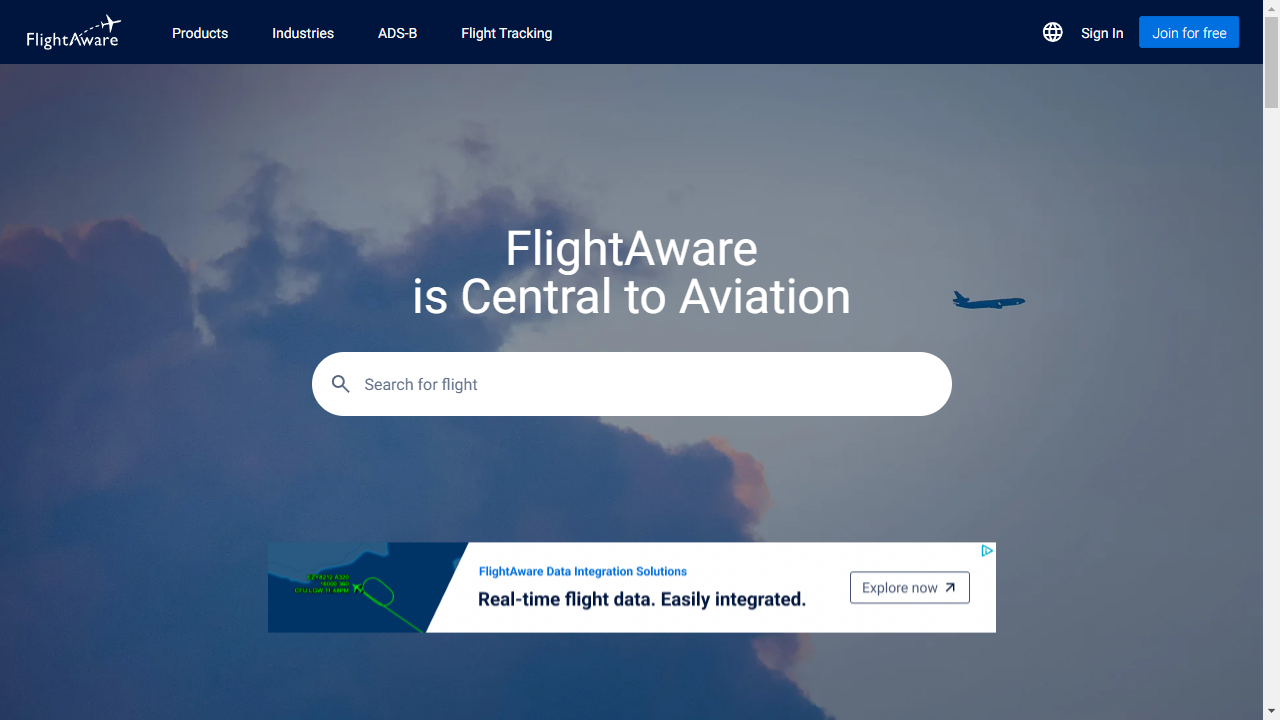 FlightAware
Products
Industries
ADS-B
Flight Tracking
Sign In
Join for free
FlightAware
is Central to Aviation
Search for flight
FlightAware Data Integration Solutions
Real-time flight data. Easily integrated.
Explore now